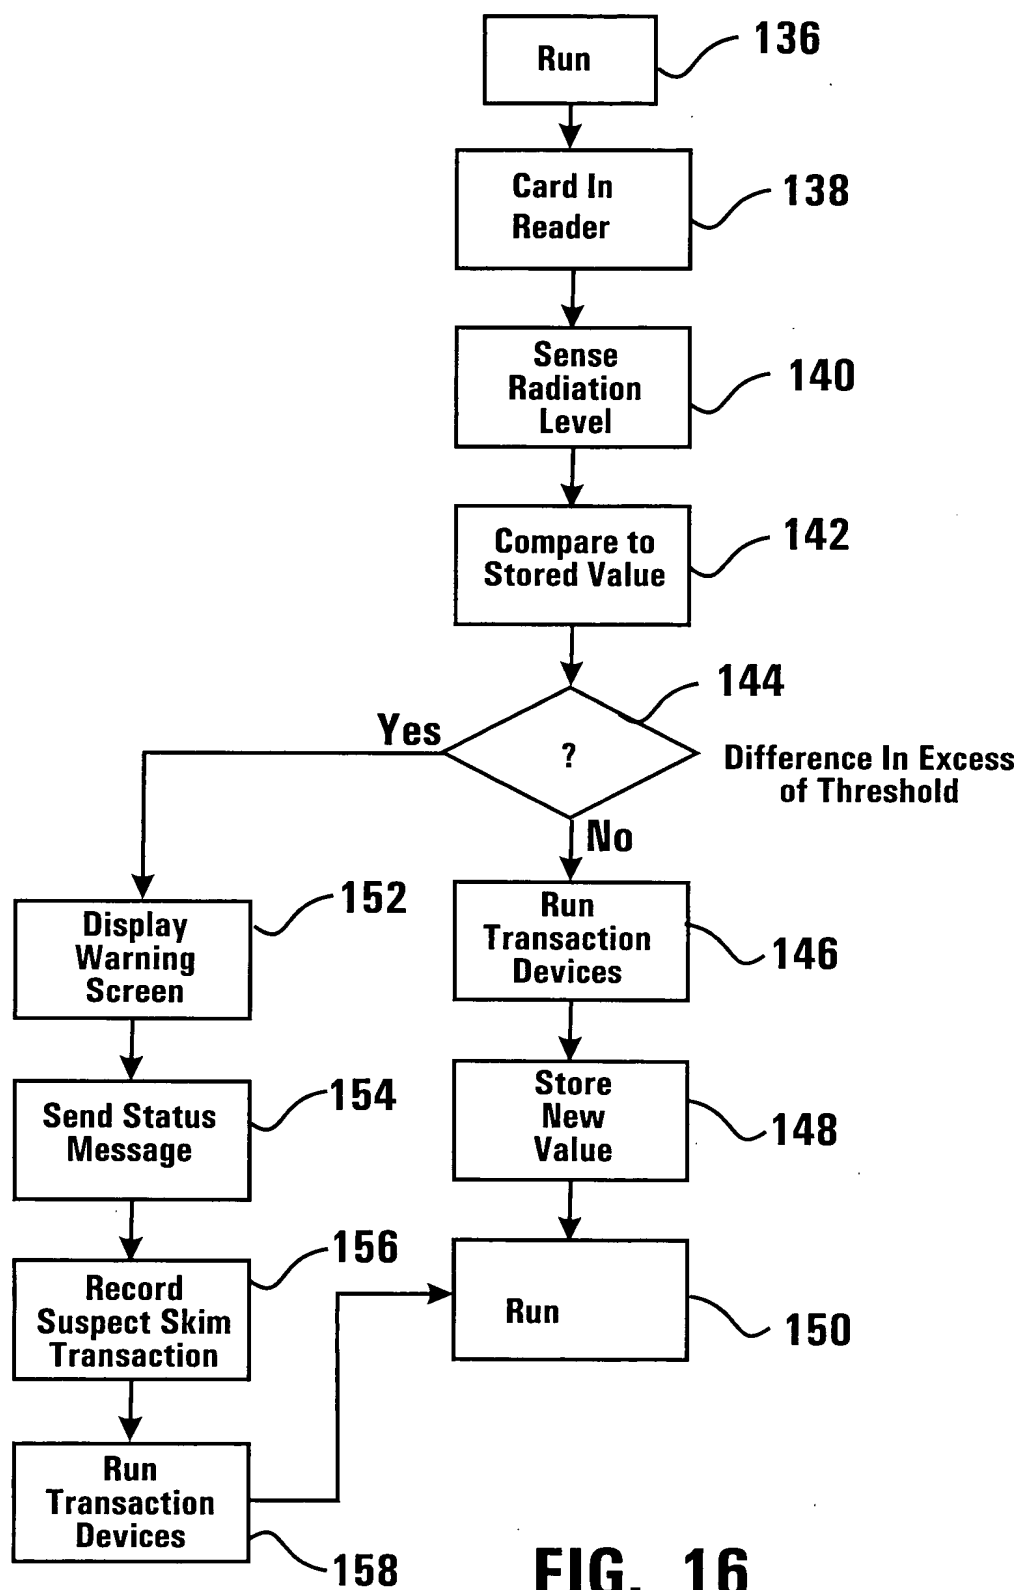 Run
136
Card In
Reader
138
Sense
Radiation
Level
140
Compare to
Stored Value
142
144
Yes
?
Difference In Excess
of Threshold
No
152
Display
Warning
Screen
Run
Transaction
Devices
146
154
Send Status
Message
Store
New
Value
148
156
Record
Suspect Skim
Transaction
Run
150
Run
Transaction
Devices
158
FIG. 16